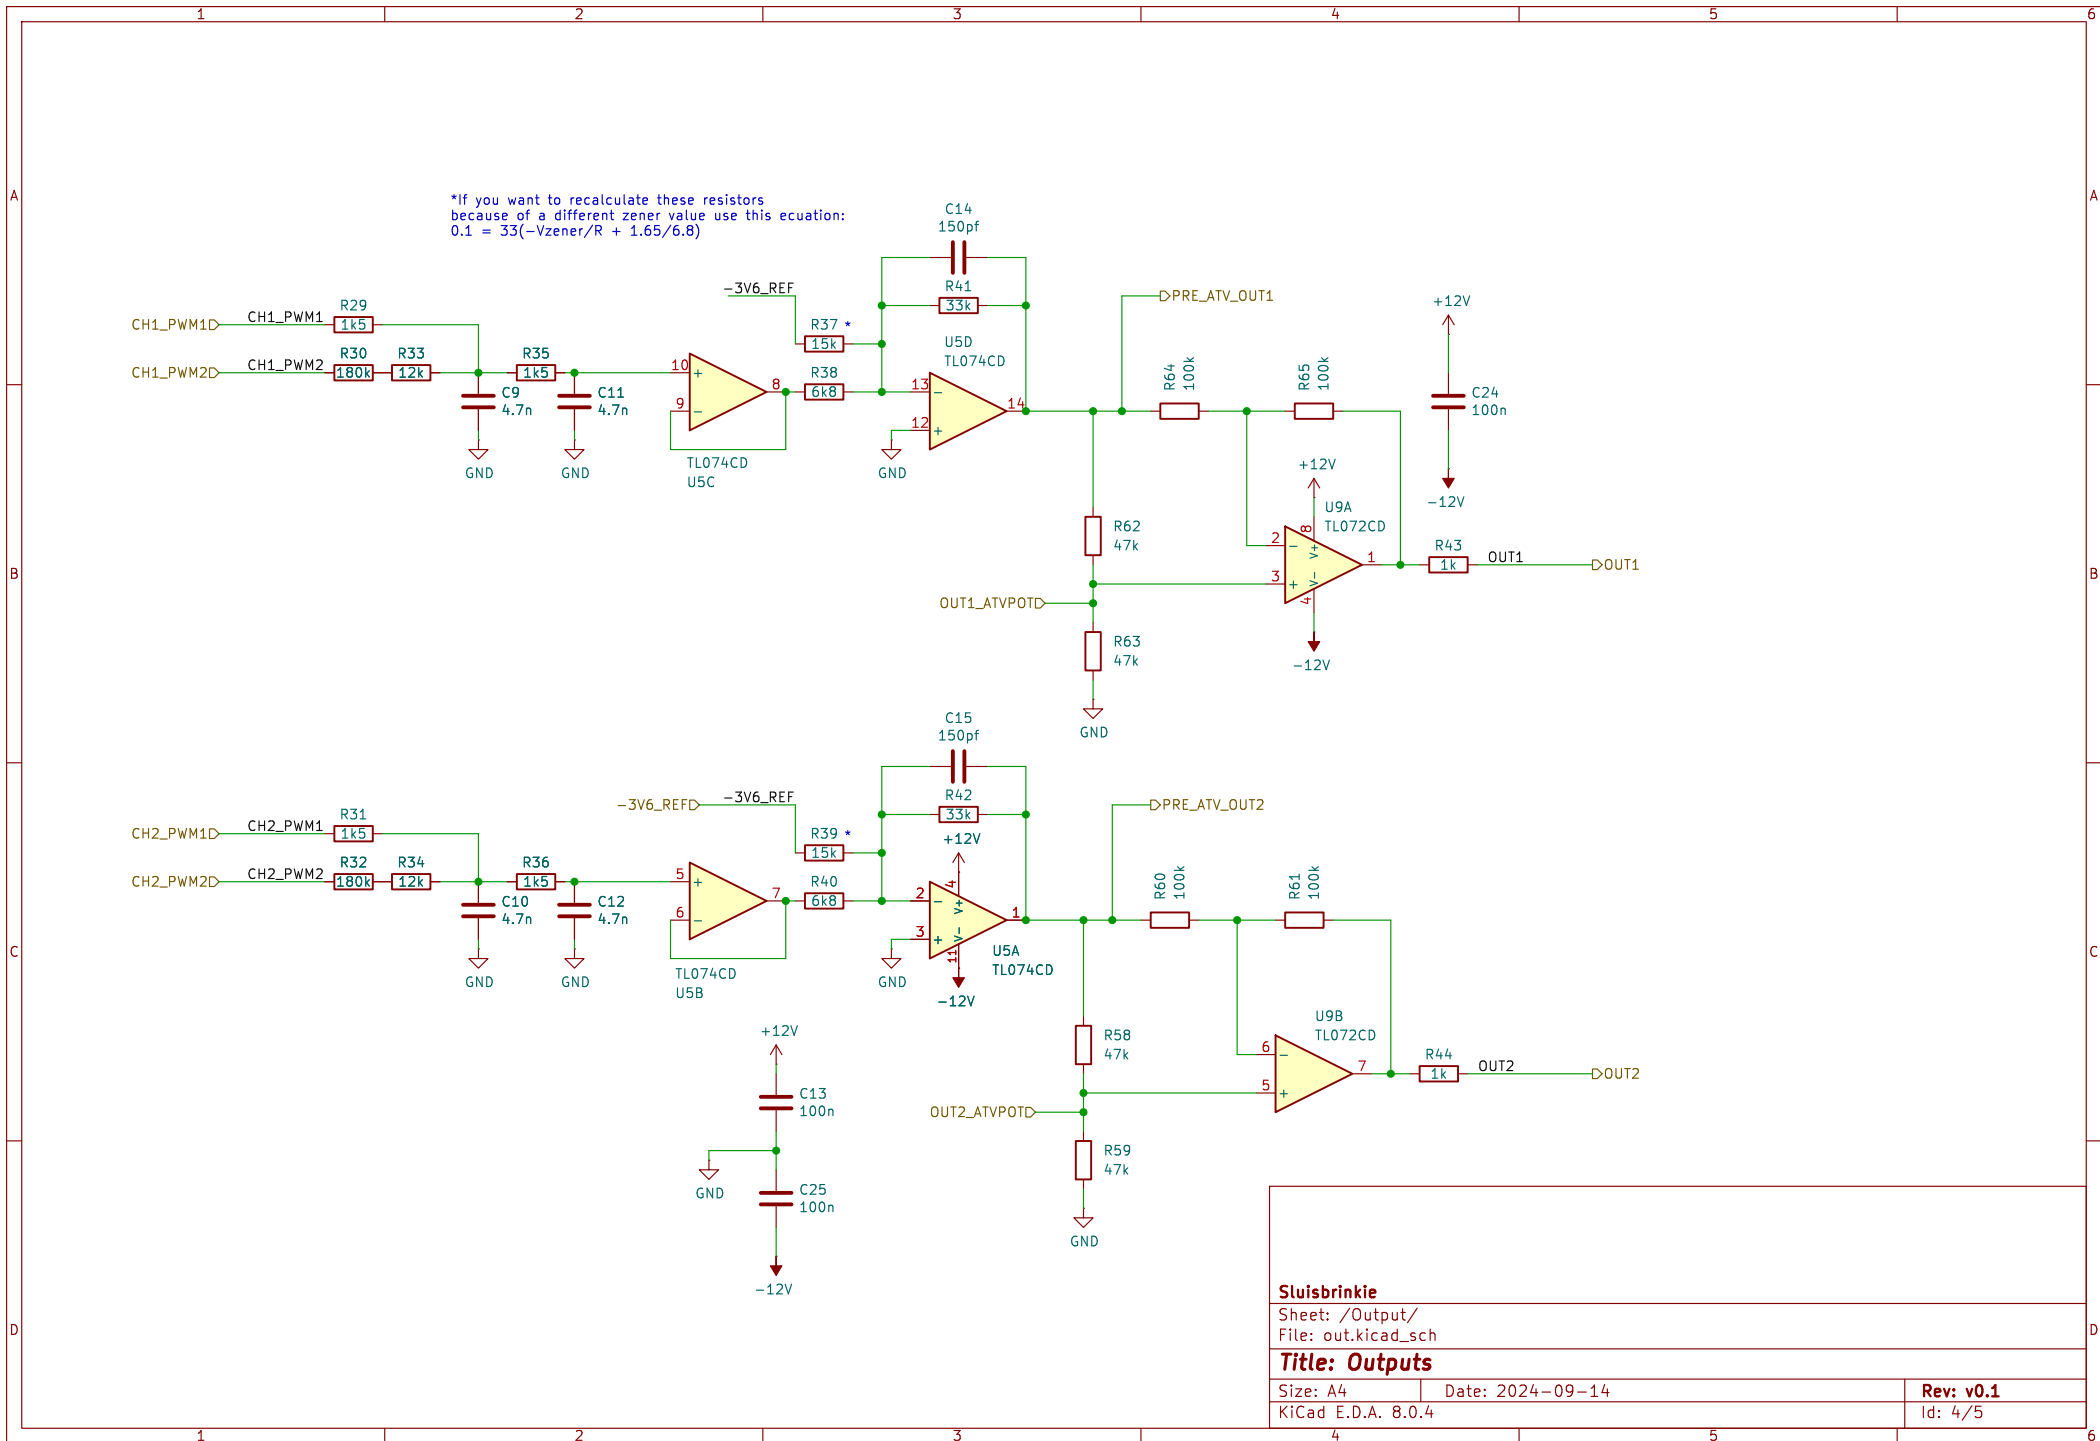 1 2 3 4 5 6
A A
*If you want to recalculate these resistors
because of a different zener value use this ecuation:
0.1 = 33(-Vzener/R + 1.65/6.8)
C14
150pf
-3V6_REF
R41
33k
PRE_ATV_OUT1
+12V
CH1_PWM1
CH1_PWM1
R29
1k5
R37 *
15k
U5D
TL074CD
CH1_PWM2
CH1_PWM2
R30
180k
R33
12k
R35
1k5
10
+
9
-
8
R38
6k8
13
-
12
+
14
R64
100k
R65
100k
C9
4.7n
C11
4.7n
C24
100n
GND
GND
TL074CD
U5C
GND
+12V
-12V
U9A
TL072CD
R62
47k
8
V+
2
-
3
+
1
V-
4
R43
1k
OUT1
OUT1
B B
OUT1_ATVPOT
R63
47k
-12V
GND
C15
150pf
-3V6_REF
-3V6_REF
R42
33k
PRE_ATV_OUT2
CH2_PWM1
CH2_PWM1
R31
1k5
R39 *
15k
+12V
CH2_PWM2
CH2_PWM2
R32
180k
R34
12k
R36
1k5
5
+
6
-
7
R40
6k8
4
V+
2
-
3
+
1
V-
11
R60
100k
R61
100k
C10
4.7n
C12
4.7n
GND
GND
TL074CD
U5B
GND
U5A
TL074CD
-12V
C C
+12V
R58
47k
U9B
TL072CD
6
-
5
+
7
R44
1k
OUT2
OUT2
C13
100n
OUT2_ATVPOT
R59
47k
GND
C25
100n
GND
-12V
D D
Sluisbrinkie
Sheet: /Output/
File: out.kicad_sch
Title: Outputs
Size: A4 Date: 2024-09-14 Rev: v0.1
KiCad E.D.A. 8.0.4 Id: 4/5
1 2 3 4 5 6